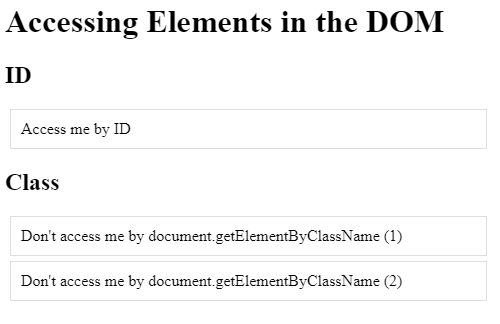 Accessing Elements in the DOM
ID
Access me by ID
Class
Don't access me by document.getElementByClassName (1)
Don't access me by document.getElementByClassName (2)